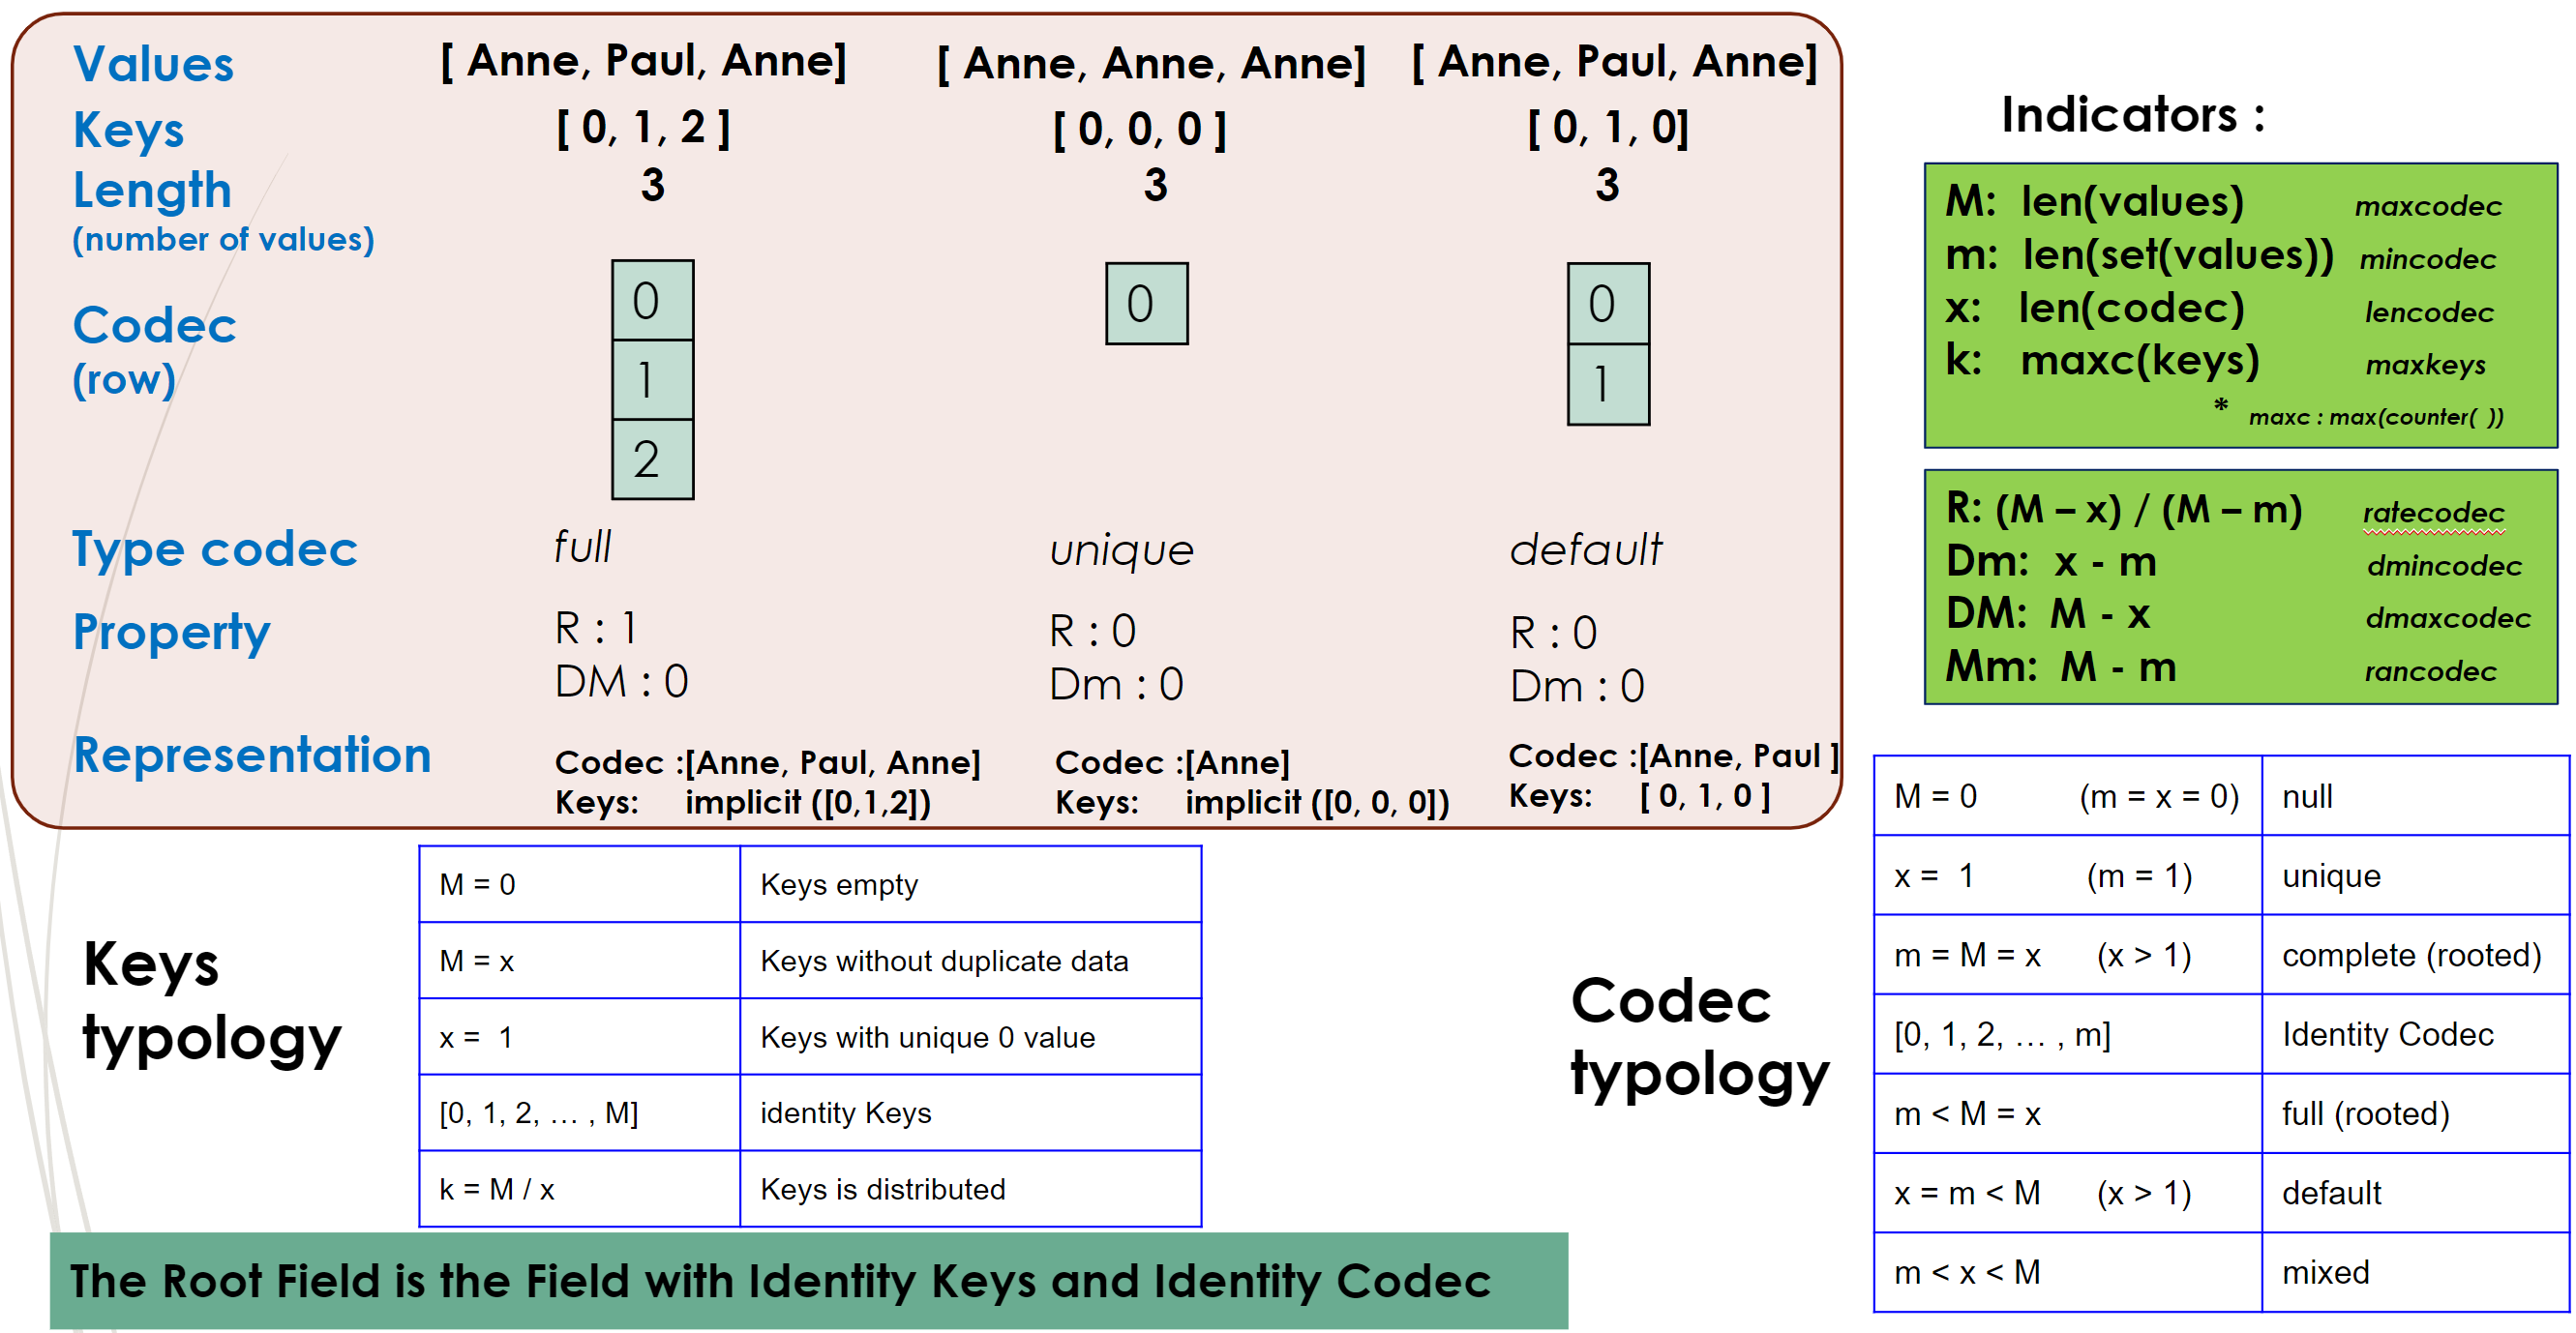 Values [ Anne, Paul, Anne] [ Anne, Anne, Anne] [ Anne, Paul, Anne]
Keys [ 0, 1, 2 ] [ 0, 0, 0 ] [ 0, 1, 0]
Length 3 3 3
(number of values)
Codec
(row)
0
1
2
0
0
1
Type codec full unique default
Property R : 1 R : 0 R : 0
DM : 0 Dm : 0 Dm : 0
Representation
Codec :[Anne, Paul, Anne]
Keys: implicit ([0,1,2])
Codec :[Anne]
Keys: implicit ([0, 0, 0])
Codec :[Anne, Paul ]
Keys: [ 0, 1, 0 ]
Indicators :
M: len(values) maxcodec
m: len(set(values)) mincodec
x: len(codec) lencodec
k: maxc(keys) maxkeys
* maxc : max(counter( ))
R: (M – x) / (M – m) ratecodec
Dm: x - m dmincodec
DM: M - x dmaxcodec
Mm: M - m rancodec
Keys
typology
M = 0 Keys empty
M = x Keys without duplicate data
x = 1 Keys with unique 0 value
[0, 1, 2, … , M] identity Keys
k = M / x Keys is distributed
Codec
typology
M = 0 (m = x = 0) null
x = 1 (m = 1) unique
m = M = x (x > 1) complete (rooted)
[0, 1, 2, … , m] Identity Codec
m < M = x full (rooted)
x = m < M (x > 1) default
m < x < M mixed
The Root Field is the Field with Identity Keys and Identity Codec